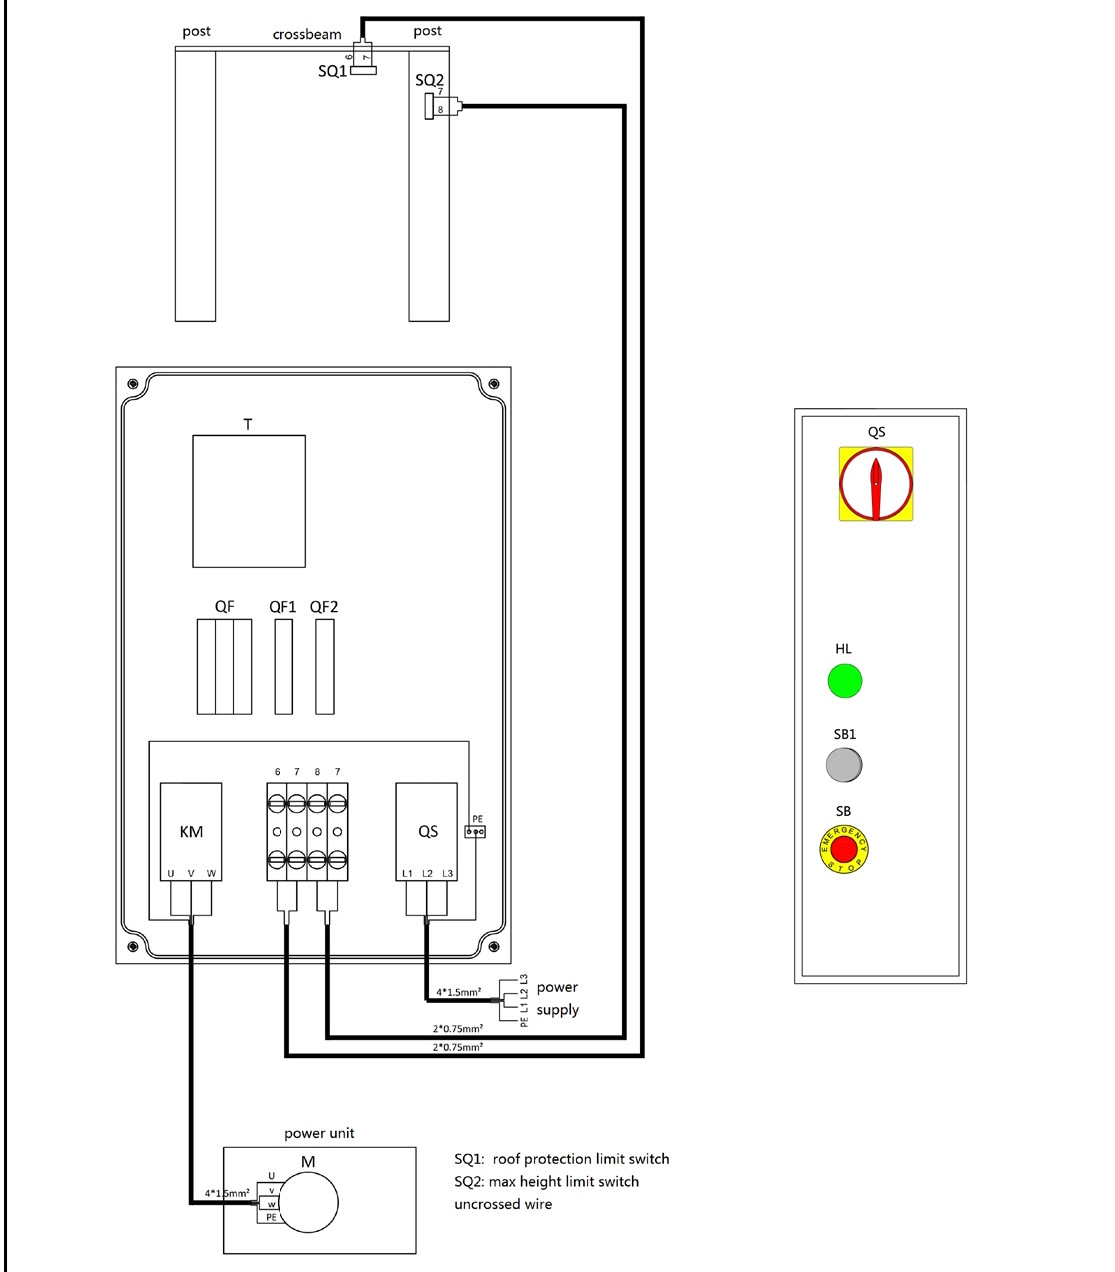 post
crossbeam
post
6
7
SQ1
SQ2
7
8
T
QS
QF
QF1
QF2
HL
SB1
SB
EMERGENCY
STOP
6
7
8
7
KM
QS
PE
U
V
W
L1
L2
L3
4*1.5mm²
L3
L2
L1
PE
power
supply
2*0.75mm²
2*0.75mm²
power unit
M
U
V
W
PE
4*1.5mm²
SQ1: roof protection limit switch
SQ2: max height limit switch
uncrossed wire